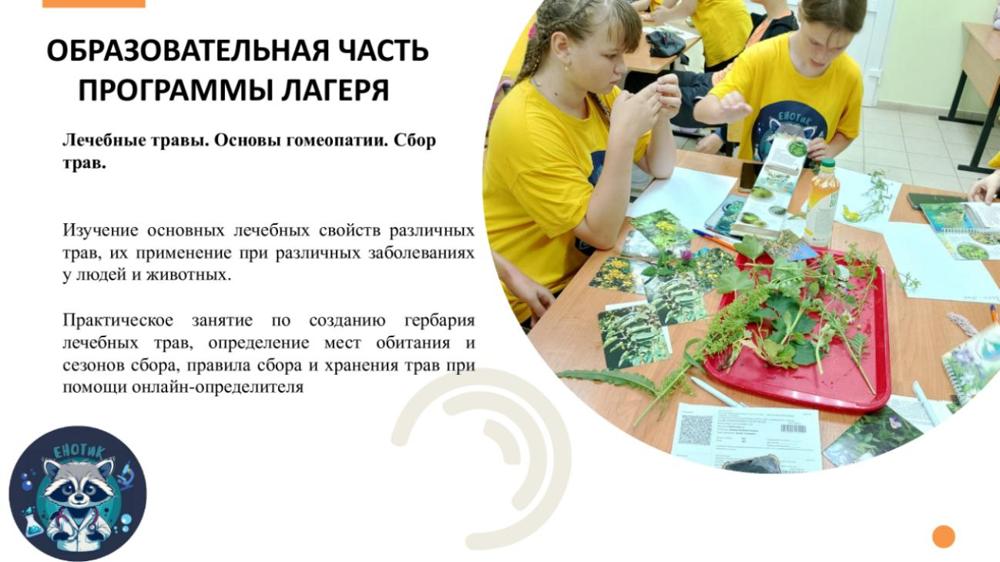 ОБРАЗОВАТЕЛЬНАЯ ЧАСТЬ
ПРОГРАММЫ ЛАГЕРЯ
Лечебные травы. Основы гомеопатии. Сбор
трав.
Изучение основных лечебных свойств различных
трав, их применение при различных заболеваниях
у людей и животных.
Практическое занятие по созданию гербария
лечебных трав, определение мест обитания и
сезонов сбора, правила сбора и хранения трав при
помощи онлайн-определителя
ЕНОТИК
ЕНОТИК